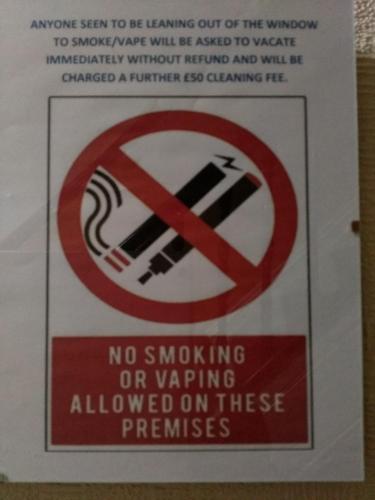 ANYONE SEEN TO BE LEANING OUT OF THE WINDOW
TO SMOKE/VAPE WILL BE ASKED TO VACATE
IMMEDIATELY WITHOUT REFUND AND WILL BE
CHARGED A FURTHER £50 CLEANING FEE.
NO SMOKING
OR VAPING
ALLOWED ON THESE
PREMISES